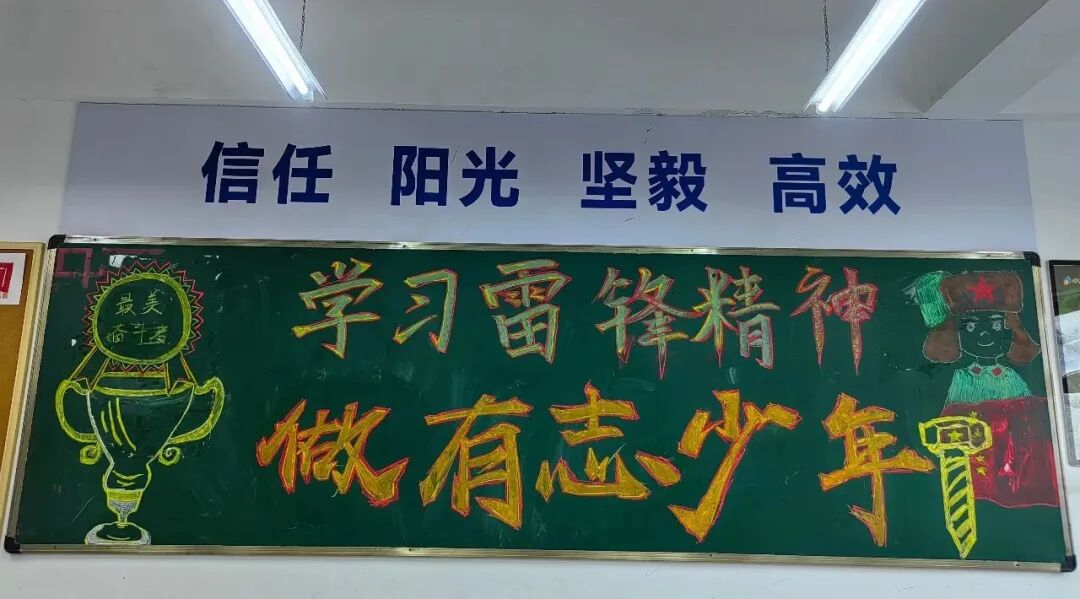 信任 阳光 坚毅 高效
学习雷锋精神
做有志少年
最美
奋斗者